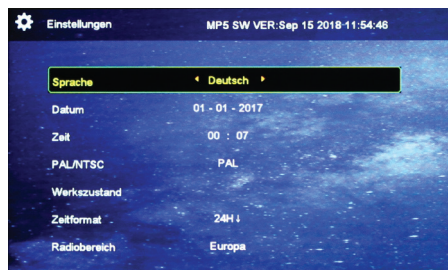 Einstellungen MP5 SW VER:Sep 15 2018 11:54:46
Sprache Deutsch
Datum 01 - 01 - 2017
Zeit 00 : 07
PAL/NTSC PAL
Werkszustand
Zeitformat 24H↓
Radiobereich Europa